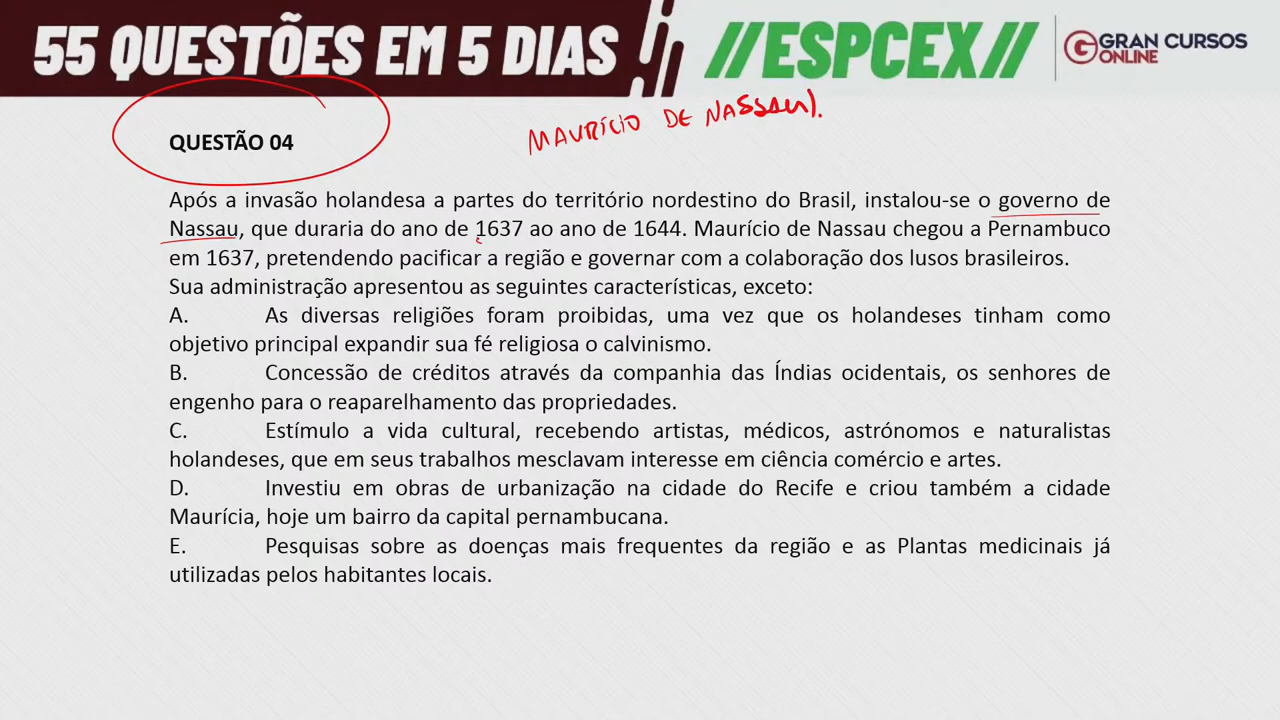 55 QUESTÕES EM 5 DIAS
//ESPCEX//
GRAN CURSOS
ONLINE
MAURÍCIO DE NASSAU).
QUESTÃO 04
Após a invasão holandesa a partes do território nordestino do Brasil, instalou-se o governo de
Nassau, que duraria do ano de 1637 ao ano de 1644. Maurício de Nassau chegou a Pernambuco
em 1637, pretendendo pacificar a região e governar com a colaboração dos lusos brasileiros.
Sua administração apresentou as seguintes características, exceto:
A. As diversas religiões foram proibidas, uma vez que os holandeses tinham como
objetivo principal expandir sua fé religiosa o calvinismo.
B. Concessão de créditos através da companhia das Índias ocidentais, os senhores de
engenho para o reaparelhamento das propriedades.
C. Estímulo a vida cultural, recebendo artistas, médicos, astrónomos e naturalistas
holandeses, que em seus trabalhos mesclavam interesse em ciência comércio e artes.
D. Investiu em obras de urbanização na cidade do Recife e criou também a cidade
Maurícia, hoje um bairro da capital pernambucana.
E. Pesquisas sobre as doenças mais frequentes da região e as Plantas medicinais já
utilizadas pelos habitantes locais.